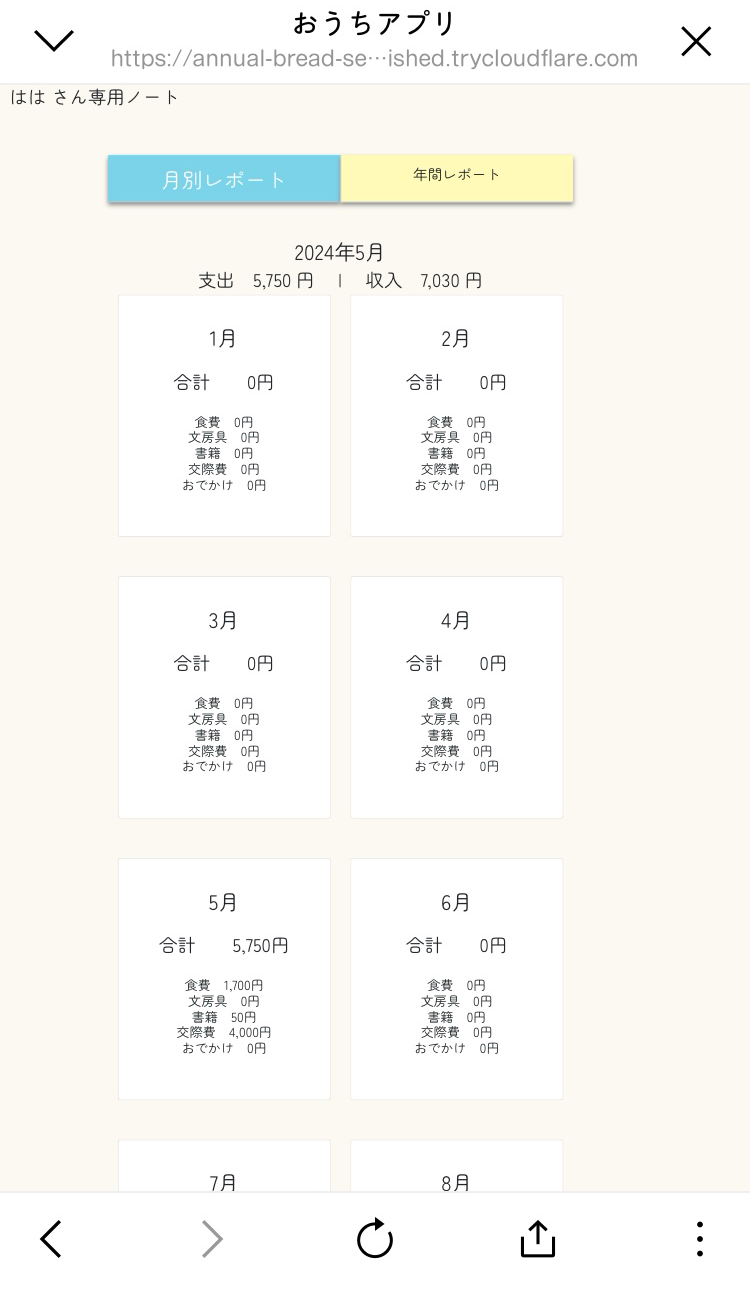 おうちアプリ
https://annual-bread-se…ished.trycloudflare.com
はは さん専用ノート
月別レポート 年間レポート
2024年5月
支出 5,750 円 | 収入 7,030 円
1月
合計 0円
食費 0円
文房具 0円
書籍 0円
交際費 0円
おでかけ 0円
2月
合計 0円
食費 0円
文房具 0円
書籍 0円
交際費 0円
おでかけ 0円
3月
合計 0円
食費 0円
文房具 0円
書籍 0円
交際費 0円
おでかけ 0円
4月
合計 0円
食費 0円
文房具 0円
書籍 0円
交際費 0円
おでかけ 0円
5月
合計 5,750円
食費 1,700円
文房具 0円
書籍 50円
交際費 4,000円
おでかけ 0円
6月
合計 0円
食費 0円
文房具 0円
書籍 0円
交際費 0円
おでかけ 0円
7月
8月